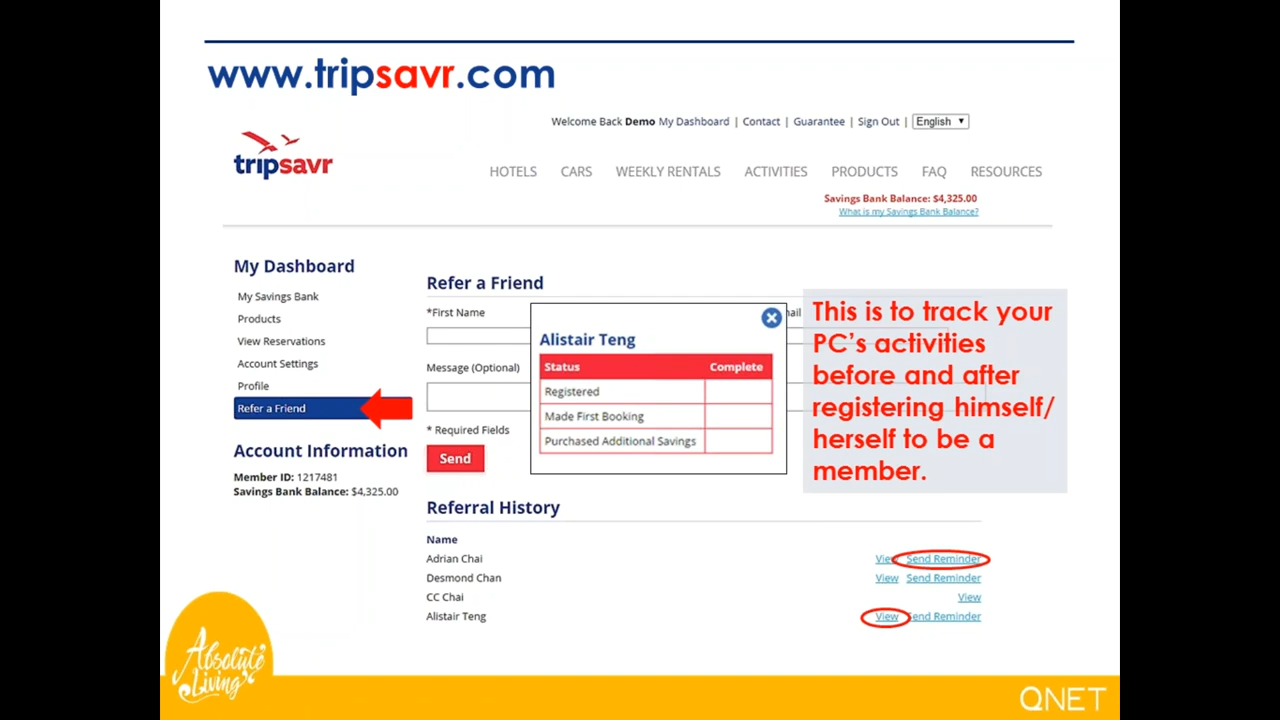 www.tripsavr.com
Welcome Back Demo My Dashboard | Contact | Guarantee | Sign Out | English ▼
tripsavr
HOTELS CARS WEEKLY RENTALS ACTIVITIES PRODUCTS FAQ RESOURCES
Savings Bank Balance: $4,325.00
What is my Savings Bank Balance?
My Dashboard
My Savings Bank
Products
View Reservations
Account Settings
Profile
Refer a Friend
Account Information
Member ID: 1217481
Savings Bank Balance: $4,325.00
Refer a Friend
*First Name
Message (Optional)
* Required Fields
Send
Alistair Teng
Status Complete
Registered
Made First Booking
Purchased Additional Savings
This is to track your
PC's activities
before and after
registering himself/
herself to be a
member.
Referral History
Name
Adrian Chai View Send Reminder
Desmond Chan View Send Reminder
CC Chai View
Alistair Teng View Send Reminder
Absolute
Living
QNET